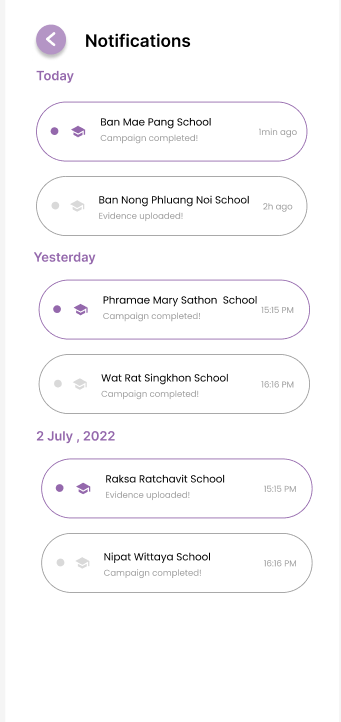 Notifications
Today
Ban Mae Pang School
Campaign completed!
1min ago
Ban Nong Phluang Noi School
Evidence uploaded!
2h ago
Yesterday
Phramae Mary Sathon  School
Campaign completed!
15:15 PM
Wat Rat Singkhon School
Campaign completed!
16:16 PM
2 July , 2022
Raksa Ratchavit School
Evidence uploaded!
15:15 PM
Nipat Wittaya School
Campaign completed!
16:16 PM